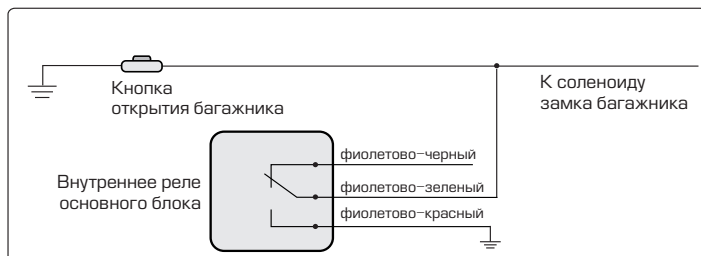 Кнопка
открытия багажника
К соленоиду
замка багажника
Внутреннее реле
основного блока
фиолетово-черный
фиолетово-зеленый
фиолетово-красный